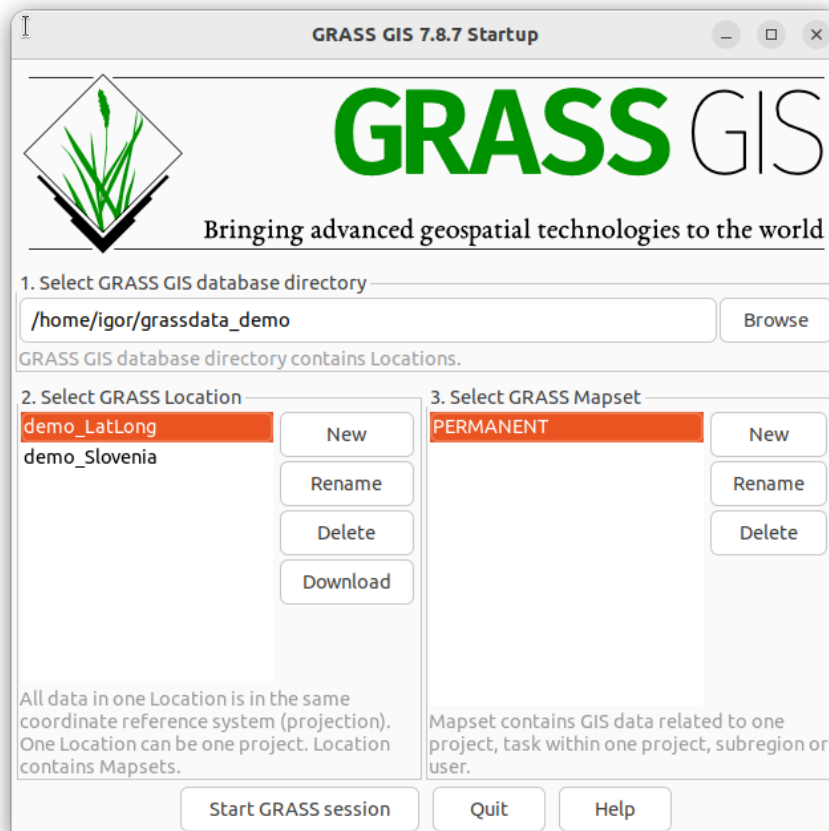 GRASS GIS 7.8.7 Startup
GRASS GIS
Bringing advanced geospatial technologies to the world
1. Select GRASS GIS database directory
/home/igor/grassdata_demo
Browse
GRASS GIS database directory contains Locations.
2. Select GRASS Location
demo_LatLong
demo_Slovenia
New
Rename
Delete
Download
All data in one Location is in the same
coordinate reference system (projection).
One Location can be one project. Location
contains Mapsets.
3. Select GRASS Mapset
PERMANENT
New
Rename
Delete
Mapset contains GIS data related to one
project, task within one project, subregion or
user.
Start GRASS session
Quit
Help